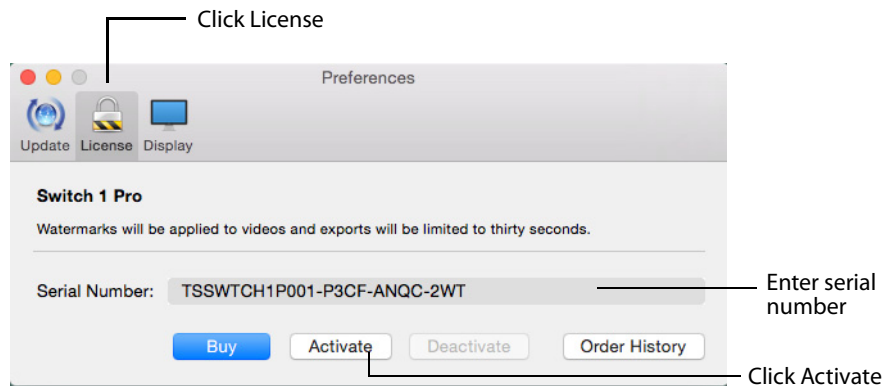 Click License
Preferences
Update License Display
Switch 1 Pro
Watermarks will be applied to videos and exports will be limited to thirty seconds.
Serial Number: TSSWTCH1P001-P3CF-ANQC-2WT
Enter serial
number
Buy Activate Deactivate Order History
Click Activate